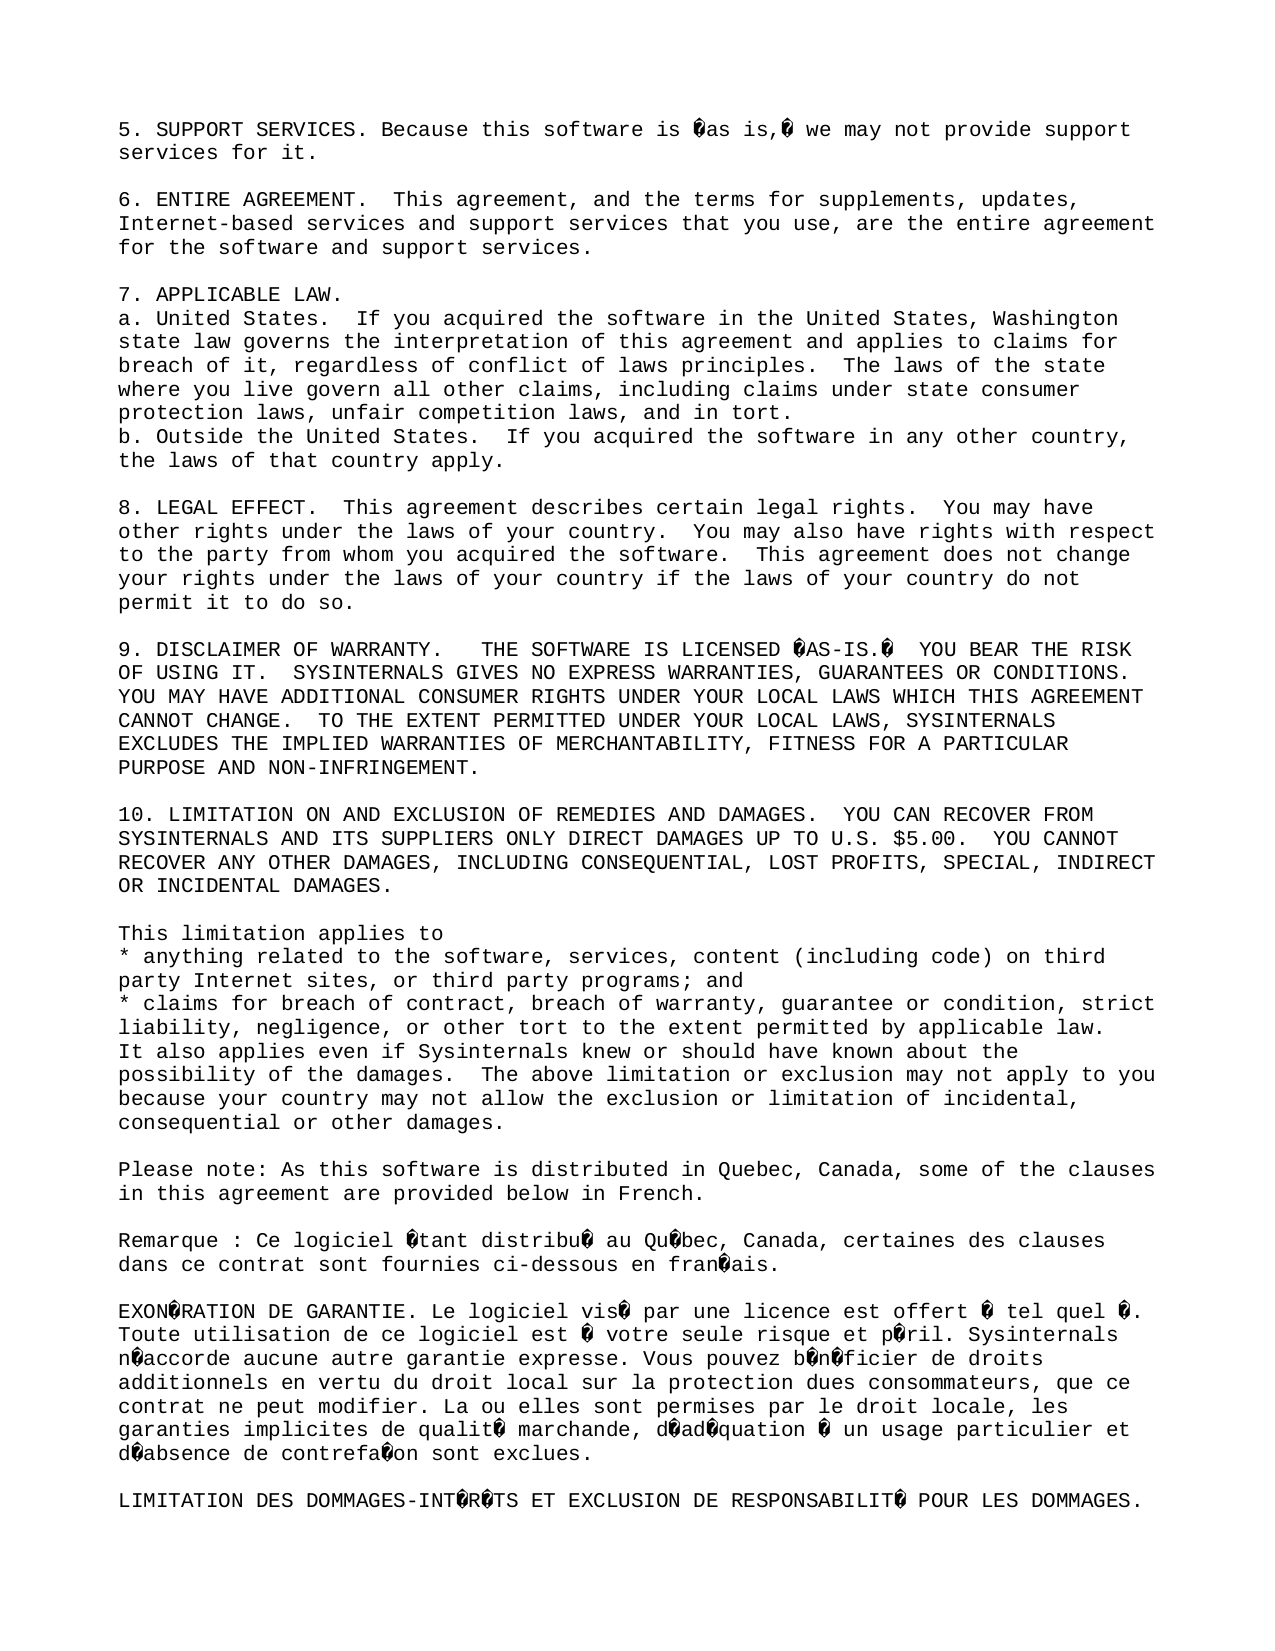 5. SUPPORT SERVICES. Because this software is �as is,� we may not provide support
services for it.
6. ENTIRE AGREEMENT.  This agreement, and the terms for supplements, updates,
Internet-based services and support services that you use, are the entire agreement
for the software and support services.
7. APPLICABLE LAW.
a. United States.  If you acquired the software in the United States, Washington
state law governs the interpretation of this agreement and applies to claims for
breach of it, regardless of conflict of laws principles.  The laws of the state
where you live govern all other claims, including claims under state consumer
protection laws, unfair competition laws, and in tort.
b. Outside the United States.  If you acquired the software in any other country,
the laws of that country apply.
8. LEGAL EFFECT.  This agreement describes certain legal rights.  You may have
other rights under the laws of your country.  You may also have rights with respect
to the party from whom you acquired the software.  This agreement does not change
your rights under the laws of your country if the laws of your country do not
permit it to do so.
9. DISCLAIMER OF WARRANTY.   THE SOFTWARE IS LICENSED �AS-IS.�  YOU BEAR THE RISK
OF USING IT.  SYSINTERNALS GIVES NO EXPRESS WARRANTIES, GUARANTEES OR CONDITIONS.
YOU MAY HAVE ADDITIONAL CONSUMER RIGHTS UNDER YOUR LOCAL LAWS WHICH THIS AGREEMENT
CANNOT CHANGE.  TO THE EXTENT PERMITTED UNDER YOUR LOCAL LAWS, SYSINTERNALS
EXCLUDES THE IMPLIED WARRANTIES OF MERCHANTABILITY, FITNESS FOR A PARTICULAR
PURPOSE AND NON-INFRINGEMENT.
10. LIMITATION ON AND EXCLUSION OF REMEDIES AND DAMAGES.  YOU CAN RECOVER FROM
SYSINTERNALS AND ITS SUPPLIERS ONLY DIRECT DAMAGES UP TO U.S. $5.00.  YOU CANNOT
RECOVER ANY OTHER DAMAGES, INCLUDING CONSEQUENTIAL, LOST PROFITS, SPECIAL, INDIRECT
OR INCIDENTAL DAMAGES.
This limitation applies to
* anything related to the software, services, content (including code) on third
party Internet sites, or third party programs; and
* claims for breach of contract, breach of warranty, guarantee or condition, strict
liability, negligence, or other tort to the extent permitted by applicable law.
It also applies even if Sysinternals knew or should have known about the
possibility of the damages.  The above limitation or exclusion may not apply to you
because your country may not allow the exclusion or limitation of incidental,
consequential or other damages.
Please note: As this software is distributed in Quebec, Canada, some of the clauses
in this agreement are provided below in French.
Remarque : Ce logiciel �tant distribu� au Qu�bec, Canada, certaines des clauses
dans ce contrat sont fournies ci-dessous en fran�ais.
EXON�RATION DE GARANTIE. Le logiciel vis� par une licence est offert � tel quel �.
Toute utilisation de ce logiciel est � votre seule risque et p�ril. Sysinternals
n�accorde aucune autre garantie expresse. Vous pouvez b�n�ficier de droits
additionnels en vertu du droit local sur la protection dues consommateurs, que ce
contrat ne peut modifier. La ou elles sont permises par le droit locale, les
garanties implicites de qualit� marchande, d�ad�quation � un usage particulier et
d�absence de contrefa�on sont exclues.
LIMITATION DES DOMMAGES-INT�R�TS ET EXCLUSION DE RESPONSABILIT� POUR LES DOMMAGES.